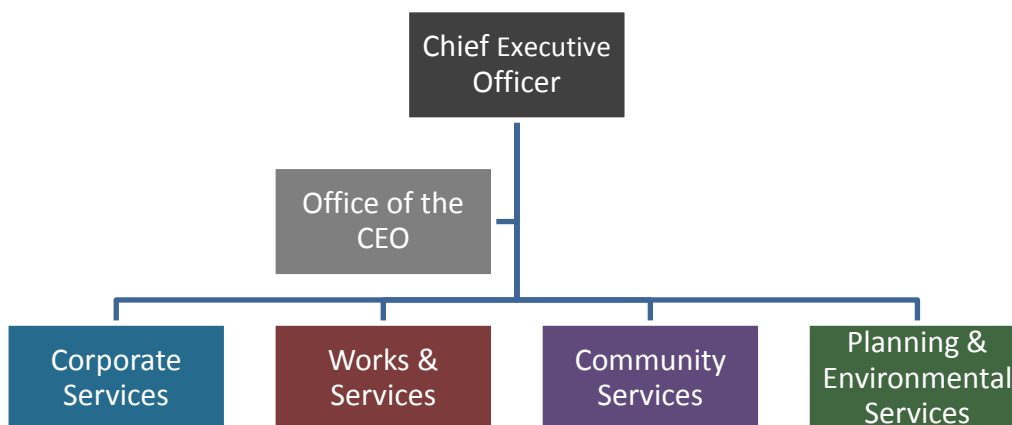 Chief Executive
Officer
Office of the
CEO
Corporate
Services
Works &
Services
Community
Services
Planning &
Environmental
Services